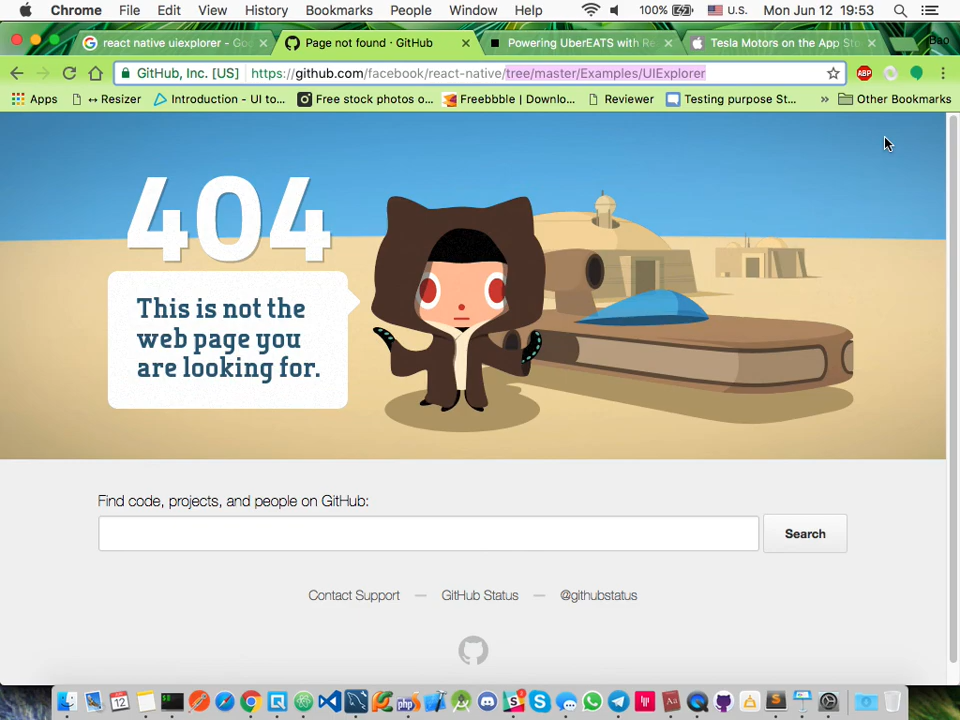 Chrome File Edit View History Bookmarks People Window Help 100% U.S. Mon Jun 12 19:53
react native uiexplorer - Goo Page not found · GitHub Powering UberEATS with Re Tesla Motors on the App Sto Bao
GitHub, Inc. [US] https://github.com/facebook/react-native/tree/master/Examples/UIExplorer ABP
Apps ↔ Resizer Introduction - UI to... Free stock photos o... Freebbble | Downlo... Reviewer Testing purpose St... » Other Bookmarks
404
This is not the
web page you
are looking for.
Find code, projects, and people on GitHub:
Search
Contact Support — GitHub Status — @githubstatus